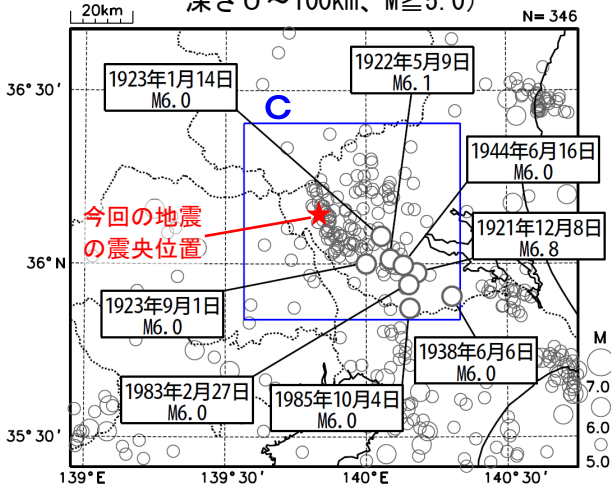 深さ0～100km、M≧5.0)
20km
N=346
36°30′
1923年1月14日
M6.0
1922年5月9日
M6.1
C
1944年6月16日
M6.0
今回の地震
の震央位置
1921年12月8日
M6.8
36°N
1923年9月1日
M6.0
1938年6月6日
M6.0
M
7.0
1983年2月27日
M6.0
1985年10月4日
M6.0
6.0
35°30′
5.0
139°E
139°30′
140°00′
140°30′